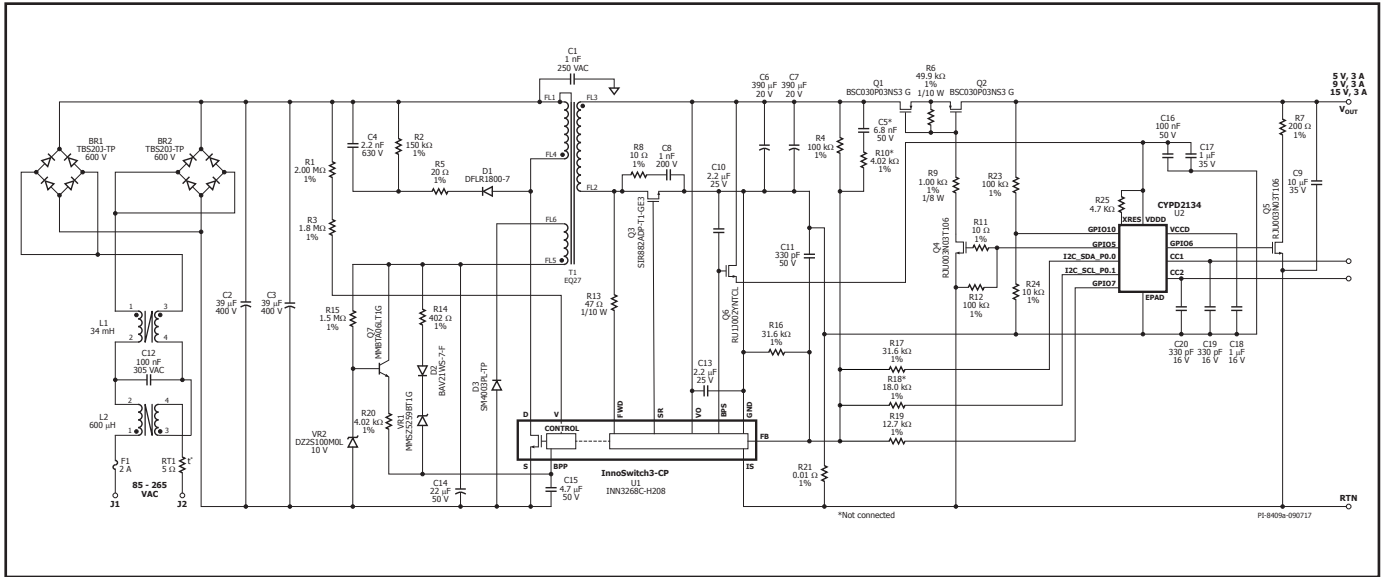 C1
1 nF
250 VAC
BR1
TBS20J-TP
600 V
BR2
TBS20J-TP
600 V
FL1
FL3
FL4
FL2
FL6
FL5
T1
EQ27
C4
2.2 nF
630 V
R2
150 kΩ
1%
R5
20 Ω
1%
D1
DFLR1800-7
R1
2.00 MΩ
1%
R3
1.8 MΩ
1%
R8
10 Ω
1%
C8
1 nF
200 V
Q3
SIR882ADP-T1-GE3
C10
2.2 µF
25 V
C6
390 µF
20 V
C7
390 µF
20 V
R4
100 kΩ
1%
Q1
BSC030P03NS3 G
R6
49.9 kΩ
1%
1/10 W
Q2
BSC030P03NS3 G
C5*
6.8 nF
50 V
R10*
4.02 kΩ
1%
R9
1.00 kΩ
1%
1/8 W
R23
100 kΩ
1%
C16
100 nF
50 V
C17
1 µF
35 V
R7
200 Ω
1%
C9
10 µF
35 V
5 V, 3 A
9 V, 3 A
15 V, 3 A
VOUT
R25
4.7 KΩ
CYPD2134
U2
XRES
VDDD
GPIO10
GPIO5
I2C_SDA_P0.0
I2C_SCL_P0.1
GPIO7
VCCD
GPIO6
CC1
CC2
EPAD
Q5
RJU003N03T106
Q4
RJU003N03T106
R11
10 Ω
1%
R12
100 kΩ
1%
R24
10 kΩ
1%
C20
330 pF
16 V
C19
330 pF
16 V
C18
1 µF
16 V
C11
330 pF
50 V
R16
31.6 kΩ
1%
R17
31.6 kΩ
1%
R18*
18.0 kΩ
1%
R19
12.7 kΩ
1%
R21
0.01 Ω
1%
Q6
RU1J002YNTCL
C13
2.2 µF
25 V
R13
47 Ω
1/10 W
L1
34 mH
1
3
2
4
C12
100 nF
305 VAC
L2
600 µH
2
4
1
3
F1
2 A
RT1
5 Ω
t°
85 - 265
VAC
J1
J2
C2
39 µF
400 V
C3
39 µF
400 V
R15
1.5 MΩ
1%
Q7
MMBTA06LT1G
R14
402 Ω
1%
D2
BAV21WS-7-F
VR1
MMSZ5259BT1G
R20
4.02 kΩ
1%
VR2
DZ2S100M0L
10 V
C14
22 µF
50 V
D3
SM4003PL-TP
D
V
FWD
SR
VO
BPS
GND
CONTROL
FB
S
BPP
IS
InnoSwitch3-CP
U1
INN3268C-H208
C15
4.7 µF
50 V
*Not connected
RTN
PI-8409a-090717